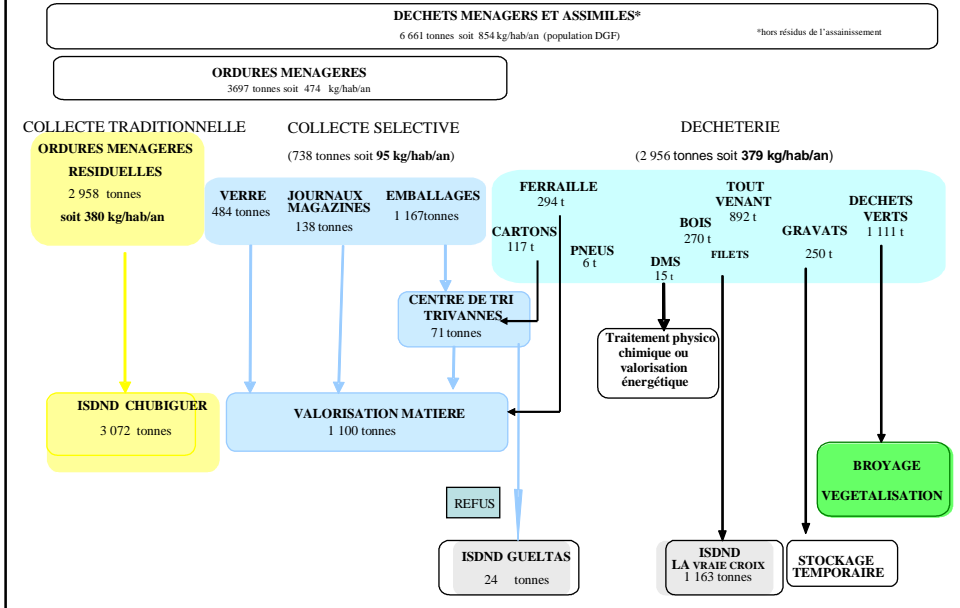 DECHETS MENAGERS ET ASSIMILES*
6 661 tonnes soit 854 kg/hab/an (population DGF)
*hors résidus de l'assainissement
ORDURES MENAGERES
3697 tonnes soit 474 kg/hab/an
COLLECTE TRADITIONNELLE
COLLECTE SELECTIVE
DECHETERIE
(738 tonnes soit 95 kg/hab/an)
(2 956 tonnes soit 379 kg/hab/an)
ORDURES MENAGERES
RESIDUELLES
2 958 tonnes
soit 380 kg/hab/an
VERRE
484 tonnes
JOURNAUX
MAGAZINES
138 tonnes
EMBALLAGES
1 167tonnes
FERRAILLE
294 t
CARTONS
117 t
PNEUS
6 t
DMS
15 t
BOIS
270 t
TOUT
VENANT
892 t
FILETS
GRAVATS
250 t
DECHETS
VERTS
1 111 t
CENTRE DE TRI
TRIVANNES
71 tonnes
Traitement physico
chimique ou
valorisation
énergétique
ISDND CHUBIGUER
3 072 tonnes
VALORISATION MATIERE
1 100 tonnes
BROYAGE
VEGETALISATION
REFUS
ISDND GUELTAS
24 tonnes
ISDND
LA VRAIE CROIX
1 163 tonnes
STOCKAGE
TEMPORAIRE